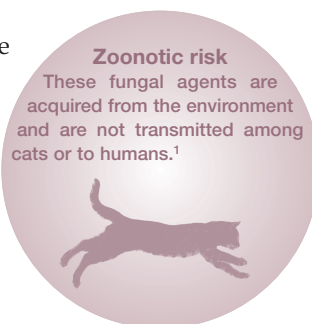 e
Zoonotic risk
These fungal agents are
acquired from the environment
and are not transmitted among
cats or to humans.1